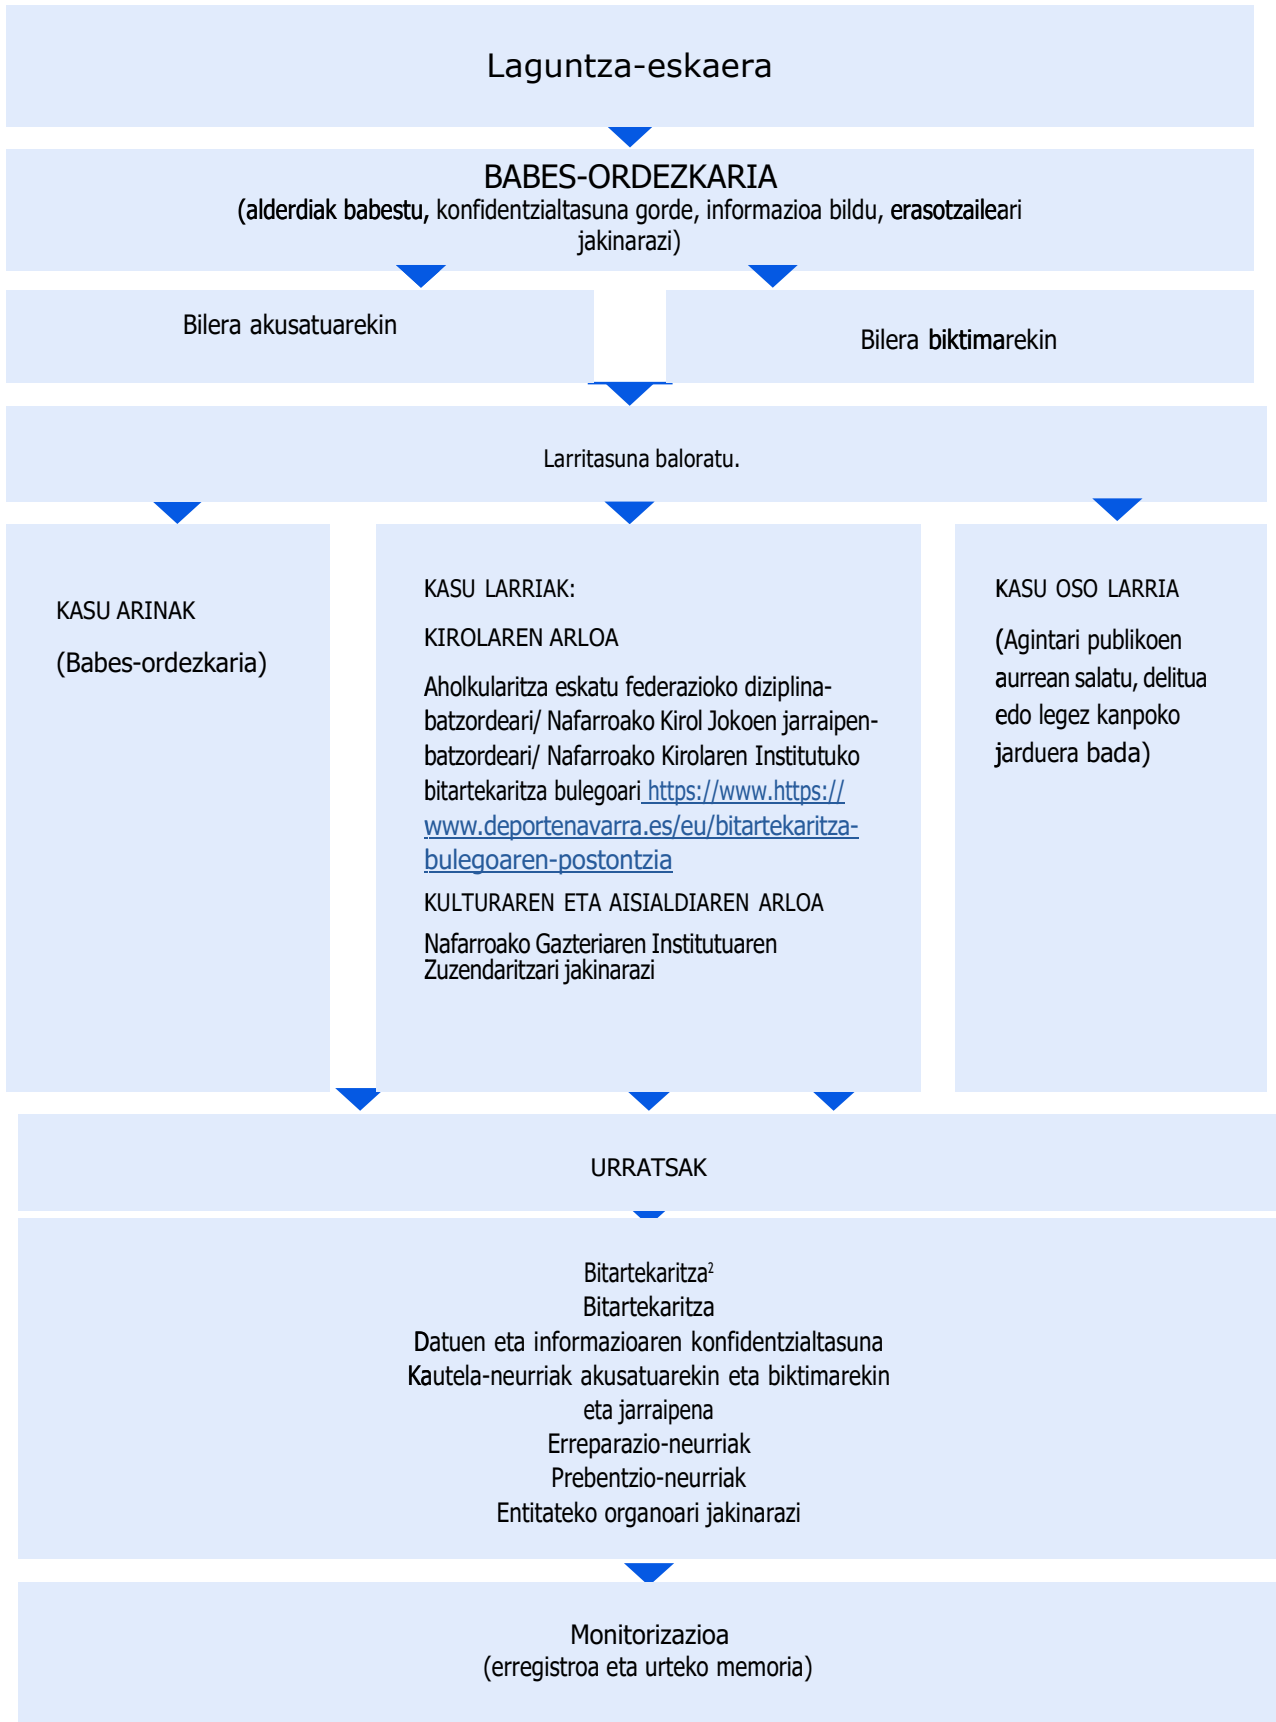 Laguntza-eskaera
BABES-ORDEZKARIA
(alderdiak babestu, konfidentzialtasuna gorde, informazioa bildu, erasotzaileari
jakinarazi)
Bilera akusatuarekin
Bilera biktimarekin
Larritasuna baloratu.
KASU ARINAK
(Babes-ordezkaria)
KASU LARRIAK:
KIROLAREN ARLOA
Aholkularitza eskatu federazioko diziplina-
batzordeari/ Nafarroako Kirol Jokoen jarraipen-
batzordeari/ Nafarroako Kirolaren Institutuko
bitartekaritza bulegoari https://www.https://
www.deportenavarra.es/eu/bitartekaritza-
bulegoaren-postontzia
KULTURAREN ETA AISIALDIAREN ARLOA
Nafarroako Gazteriaren Institutuaren
Zuzendaritzari jakinarazi
KASU OSO LARRIA
(Agintari publikoen
aurrean salatu, delitua
edo legez kanpoko
jarduera bada)
URRATSAK
Bitartekaritza²
Bitartekaritza
Datuen eta informazioaren konfidentzialtasuna
Kautela-neurriak akusatuarekin eta biktimarekin
eta jarraipena
Erreparazio-neurriak
Prebentzio-neurriak
Entitateko organoari jakinarazi
Monitorizazioa
(erregistroa eta urteko memoria)